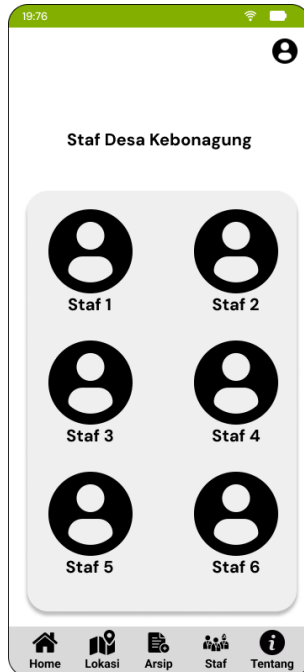 19:76
Staf Desa Kebonagung
Staf 1 Staf 2
Staf 3 Staf 4
Staf 5 Staf 6
Home Lokasi Arsip Staf Tentang